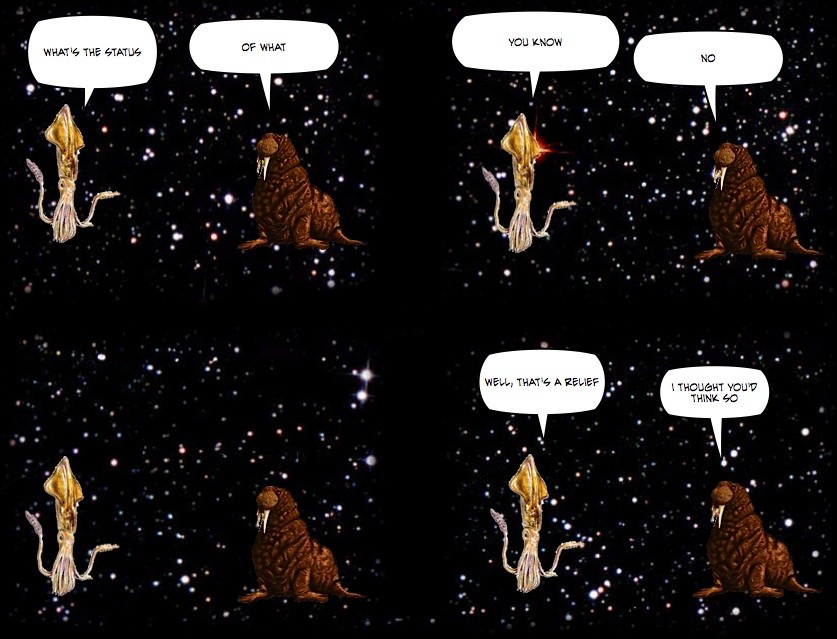 WHAT'S THE STATUS
OF WHAT
YOU KNOW
NO
WELL, THAT'S A RELIEF
I THOUGHT YOU'D
THINK SO